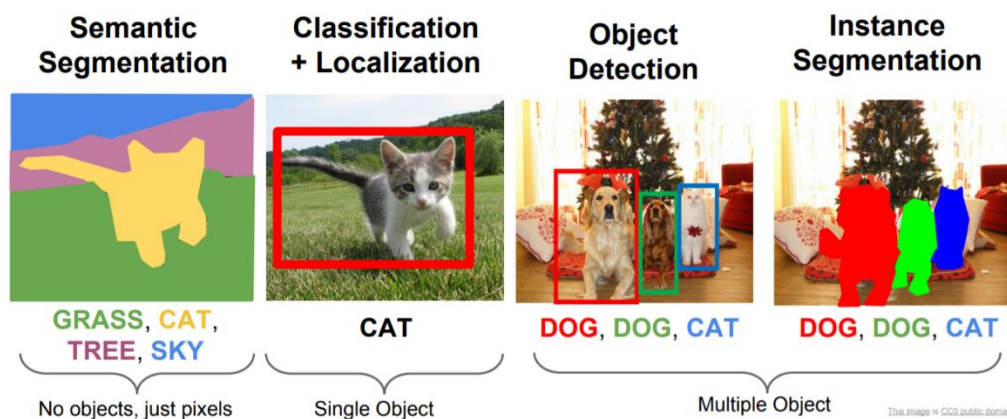 Semantic
Segmentation
Classification
+ Localization
Object
Detection
Instance
Segmentation
GRASS, CAT,
TREE, SKY
CAT
DOG, DOG, CAT
DOG, DOG, CAT
No objects, just pixels
Single Object
Multiple Object
This image is CC0 public